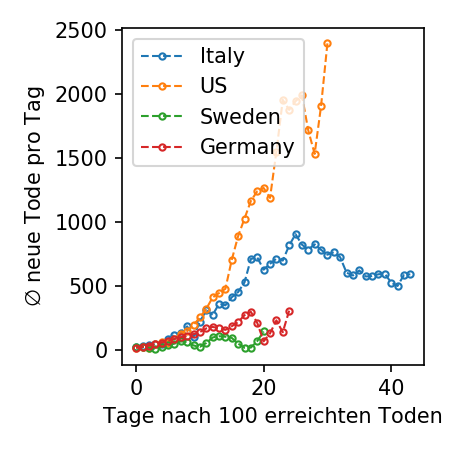 2500
2000
1500
1000
500
0
∅ neue Tode pro Tag
Italy
US
Sweden
Germany
0 20 40
Tage nach 100 erreichten Toden